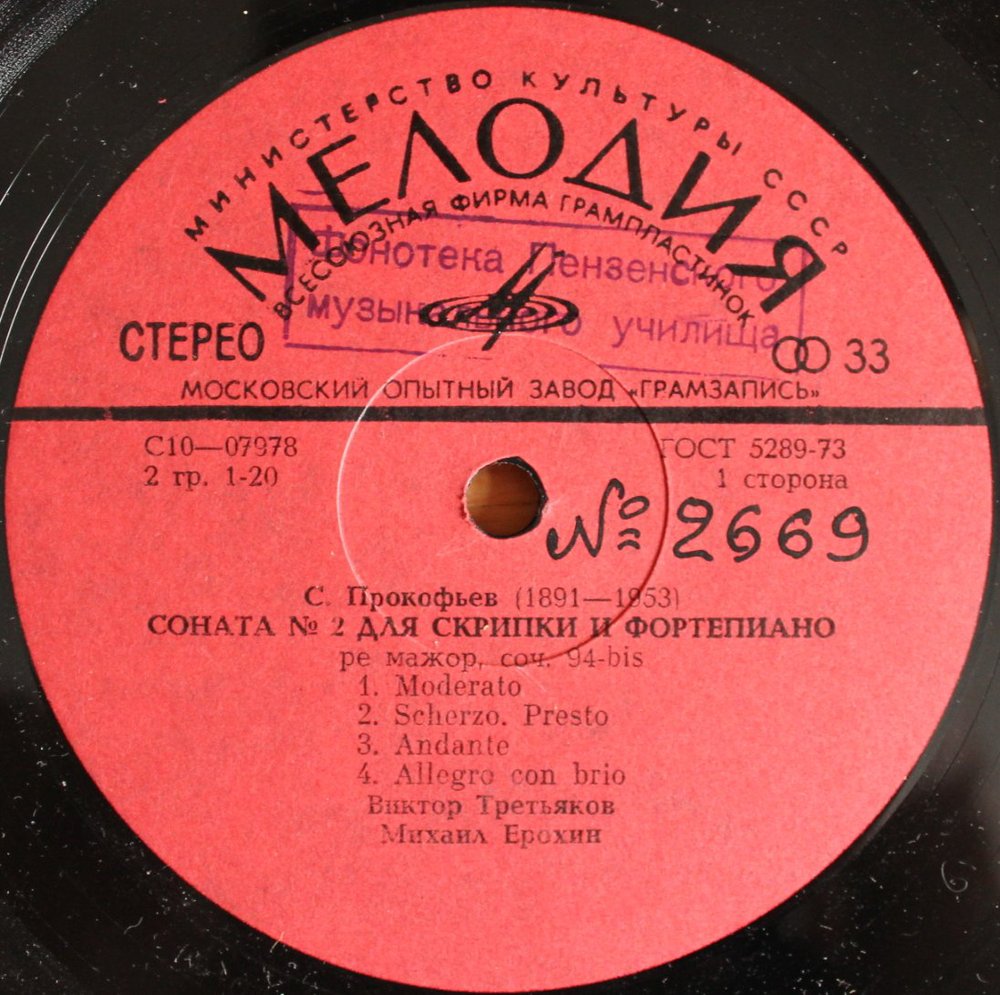 МИНИСТЕРСТВО КУЛЬТУРЫ СССР
МЕЛОДИЯ
ВСЕСОЮЗНАЯ ФИРМА ГРАМПЛАСТИНОК
Фонотека Пензенского
музыкального училища
СТЕРЕО
33
МОСКОВСКИЙ ОПЫТНЫЙ ЗАВОД «ГРАМЗАПИСЬ»
С10—07978
ГОСТ 5289-73
2 гр. 1-20
1 сторона
№ 2669
С. Прокофьев (1891—1953)
СОНАТА № 2 ДЛЯ СКРИПКИ И ФОРТЕПИАНО
ре мажор, соч. 94-bis
1. Moderato
2. Scherzo. Presto
3. Andante
4. Allegro con brio
Виктор Третьяков
Михаил Ерохин
6